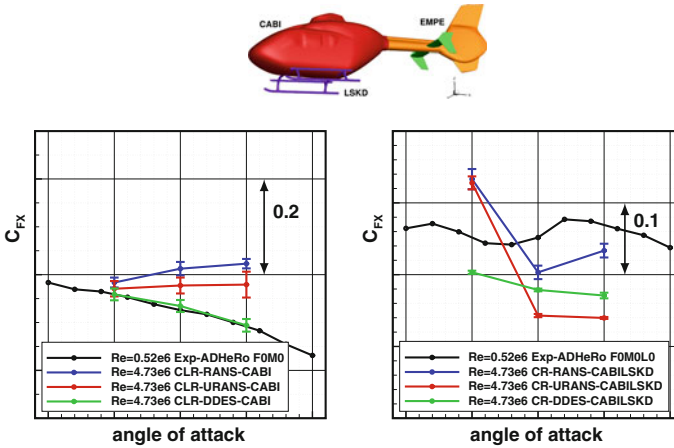 CABI
EMPE
LSKD
C_FX
0.2
Re=0.52e6 Exp-ADHeRo F0M0
Re=4.73e6 CLR-RANS-CABI
Re=4.73e6 CLR-URANS-CABI
Re=4.73e6 CLR-DDES-CABI
angle of attack
C_FX
0.1
Re=0.52e6 Exp-ADHeRo F0M0L0
Re=4.73e6 CR-RANS-CABILSKD
Re=4.73e6 CR-URANS-CABILSKD
Re=4.73e6 CR-DDES-CABILSKD
angle of attack